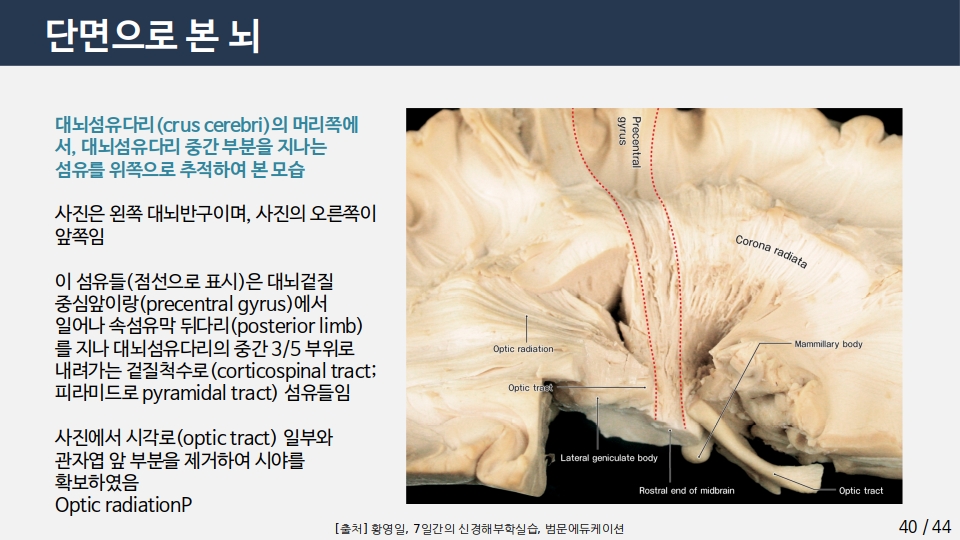 단면으로 본 뇌
대뇌섬유다리(crus cerebri)의 머리쪽에
서, 대뇌섬유다리 중간 부분을 지나는
섬유를 위쪽으로 추적하여 본 모습
사진은 왼쪽 대뇌반구이며, 사진의 오른쪽이
앞쪽임
이 섬유들(점선으로 표시)은 대뇌겉질
중심앞이랑(precentral gyrus)에서
일어나 속섬유막 뒤다리(posterior limb)
를 지나 대뇌섬유다리의 중간 3/5 부위로
내려가는 겉질척수로(corticospinal tract;
피라미드로 pyramidal tract) 섬유들임
사진에서 시각로(optic tract) 일부와
관자엽 앞 부분을 제거하여 시야를
확보하였음
Optic radiationP
Precentral
gyrus
Corona radiata
Optic radiation
Mammillary body
Optic tract
Lateral geniculate body
Rostral end of midbrain
Optic tract
[출처] 황영일, 7일간의 신경해부학실습, 범문에듀케이션
40 / 44